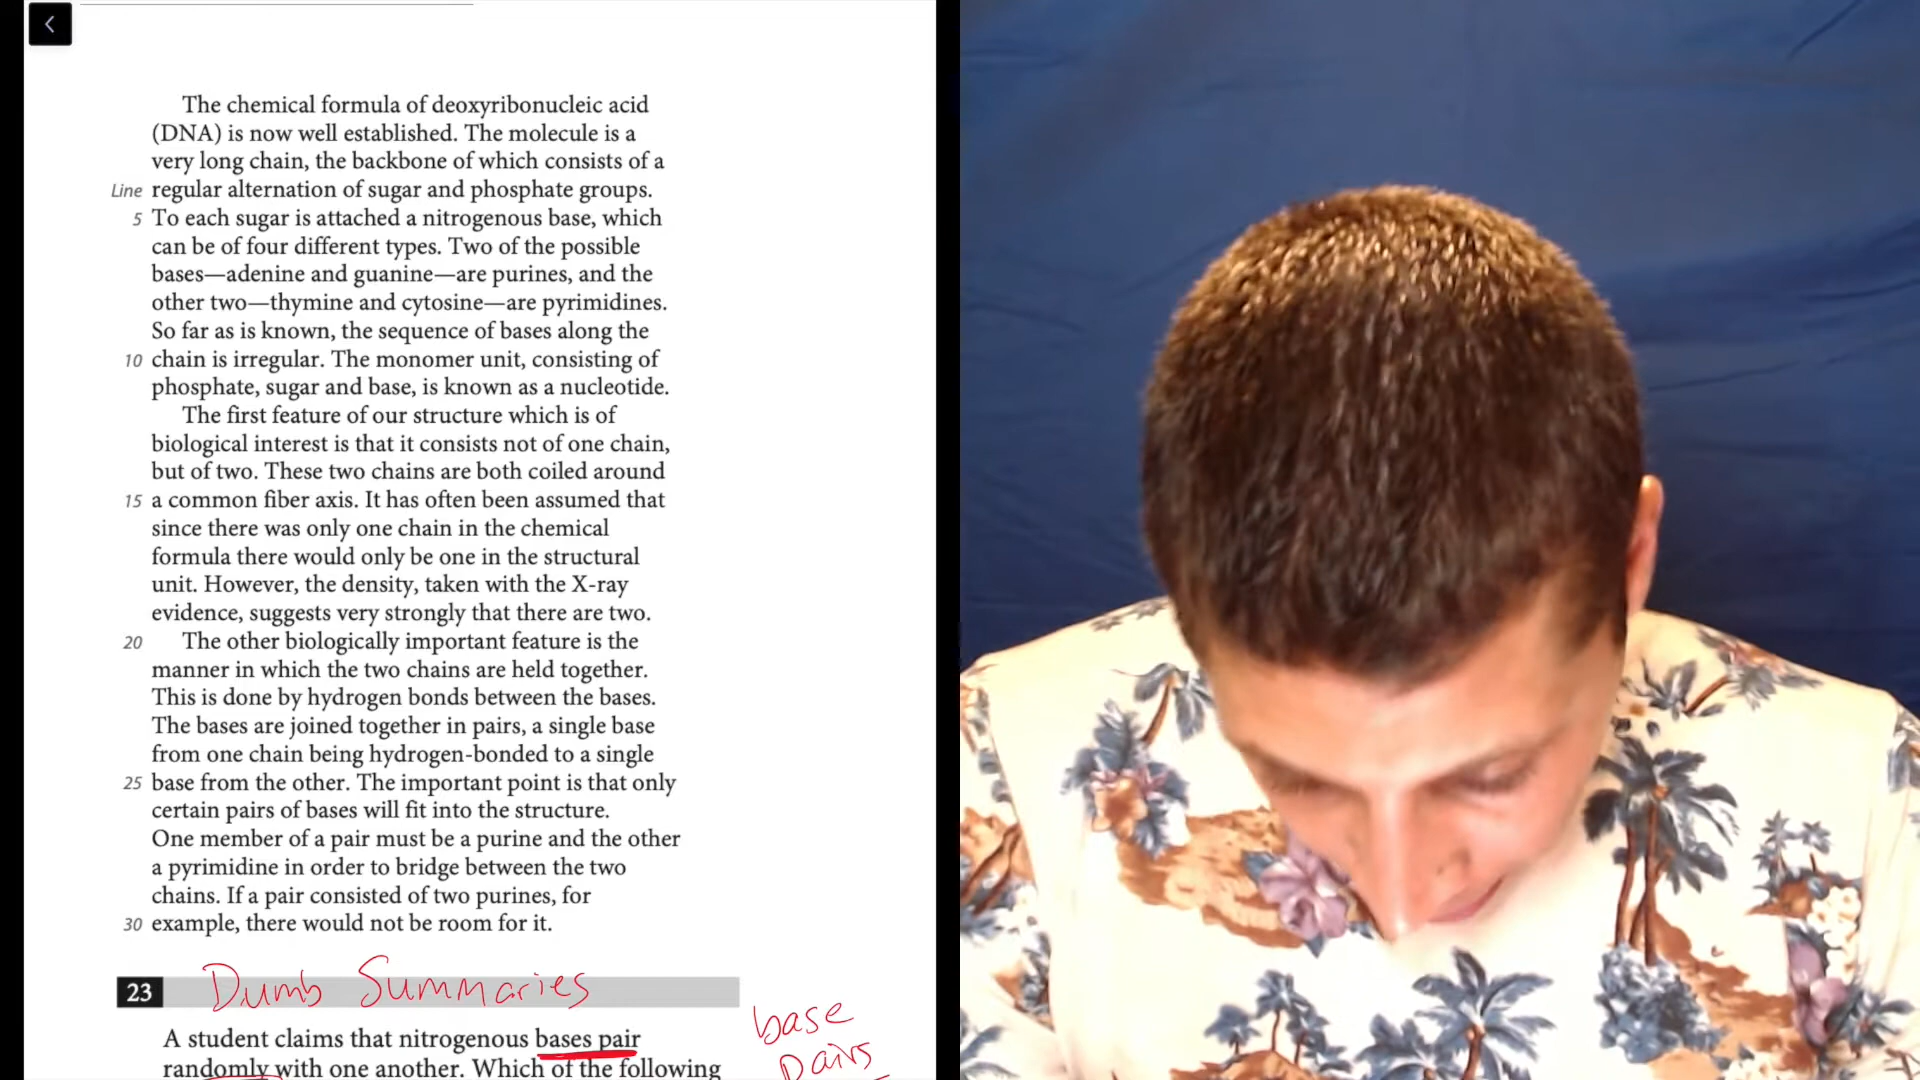 The chemical formula of deoxyribonucleic acid
(DNA) is now well established. The molecule is a
very long chain, the backbone of which consists of a
Line regular alternation of sugar and phosphate groups.
5 To each sugar is attached a nitrogenous base, which
can be of four different types. Two of the possible
bases—adenine and guanine—are purines, and the
other two—thymine and cytosine—are pyrimidines.
So far as is known, the sequence of bases along the
10 chain is irregular. The monomer unit, consisting of
phosphate, sugar and base, is known as a nucleotide.
The first feature of our structure which is of
biological interest is that it consists not of one chain,
but of two. These two chains are both coiled around
15 a common fiber axis. It has often been assumed that
since there was only one chain in the chemical
formula there would only be one in the structural
unit. However, the density, taken with the X-ray
evidence, suggests very strongly that there are two.
20 The other biologically important feature is the
manner in which the two chains are held together.
This is done by hydrogen bonds between the bases.
The bases are joined together in pairs, a single base
from one chain being hydrogen-bonded to a single
25 base from the other. The important point is that only
certain pairs of bases will fit into the structure.
One member of a pair must be a purine and the other
a pyrimidine in order to bridge between the two
chains. If a pair consisted of two purines, for
30 example, there would not be room for it.
23 Dumb Summaries
A student claims that nitrogenous bases pair
randomly with one another. Which of the following
base
pairs